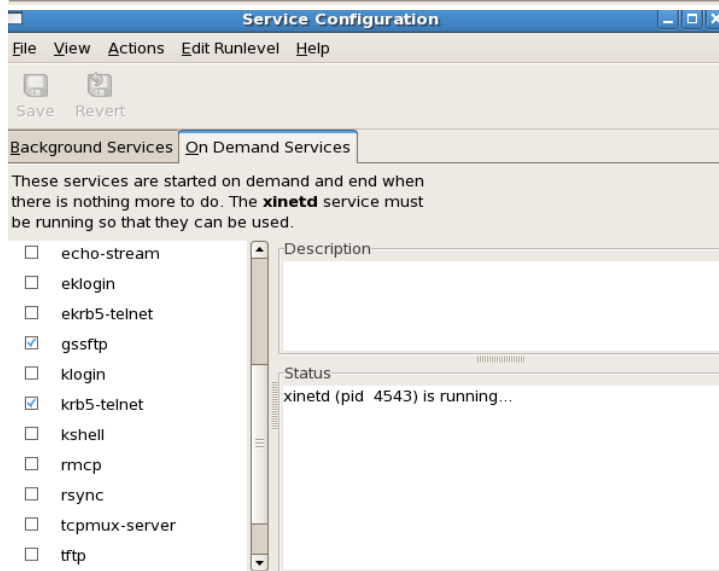 Service Configuration
File View Actions Edit Runlevel Help
Save Revert
Background Services On Demand Services
These services are started on demand and end when
there is nothing more to do. The xinetd service must
be running so that they can be used.
echo-stream
eklogin
ekrb5-telnet
gssftp
klogin
krb5-telnet
kshell
rmcp
rsync
tcpmux-server
tftp
Description
Status
xinetd (pid  4543) is running...